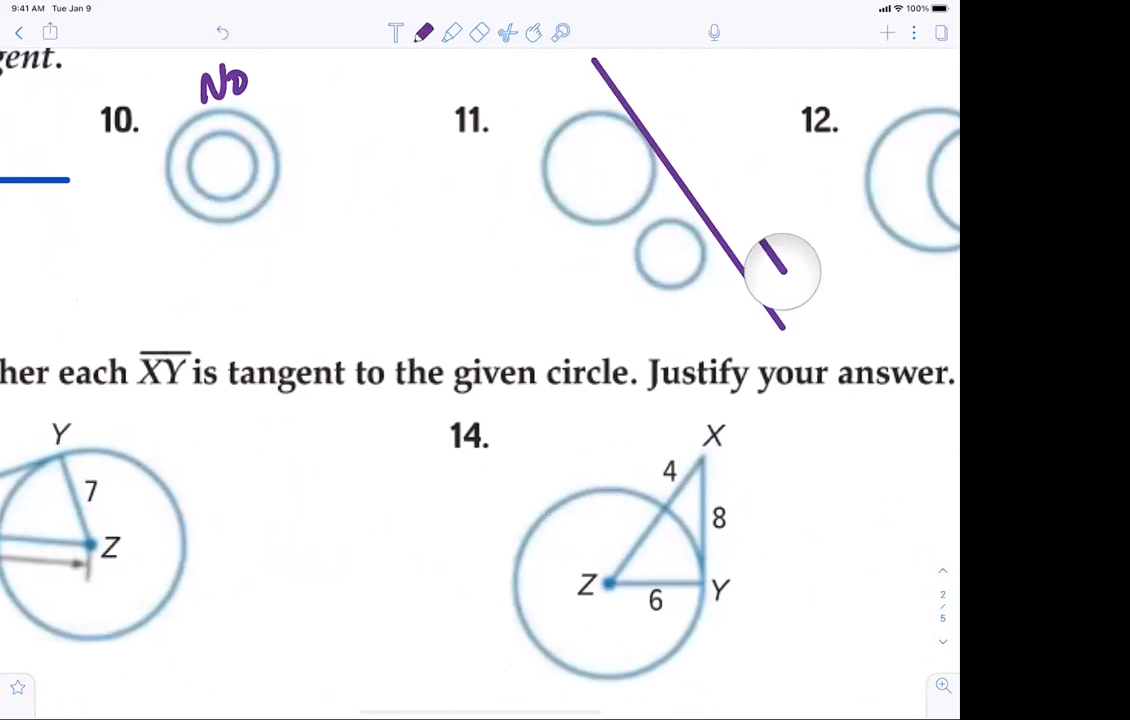 9:41 AM Tue Jan 9
100%
gent.
NO
10.
11.
12.
her each XY is tangent to the given circle. Justify your answer.
Y
7
Z
14.
X
4
8
Z
6
Y
2
/
5